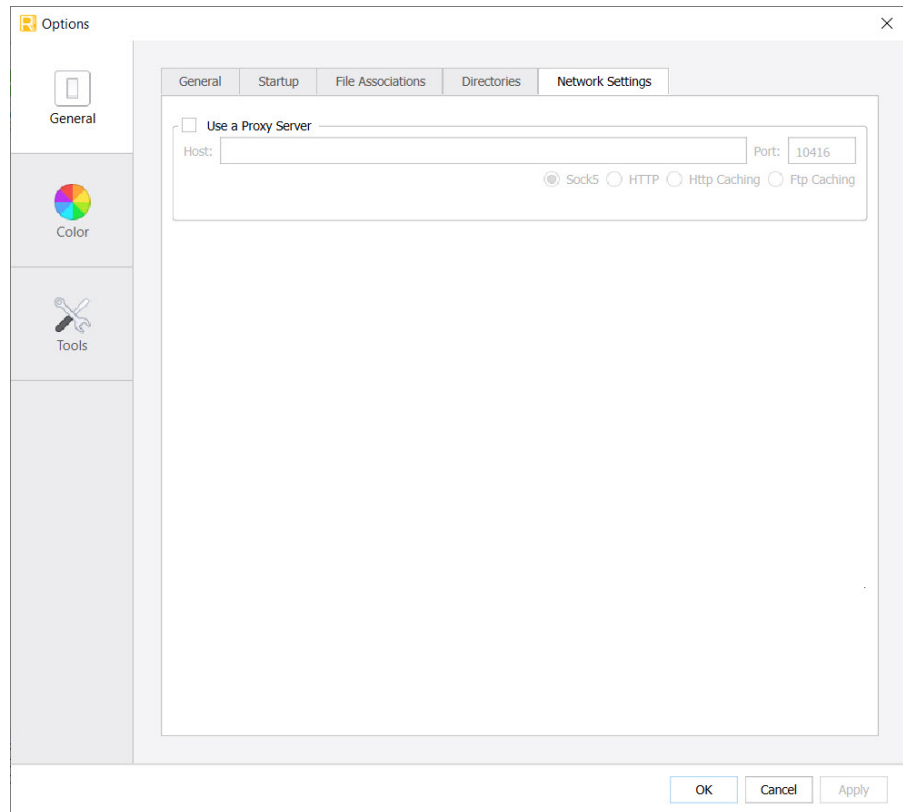 Options
General
Color
Tools
General Startup File Associations Directories Network Settings
Use a Proxy Server
Host: Port: 10416
Sock5 HTTP Http Caching Ftp Caching
OK Cancel Apply